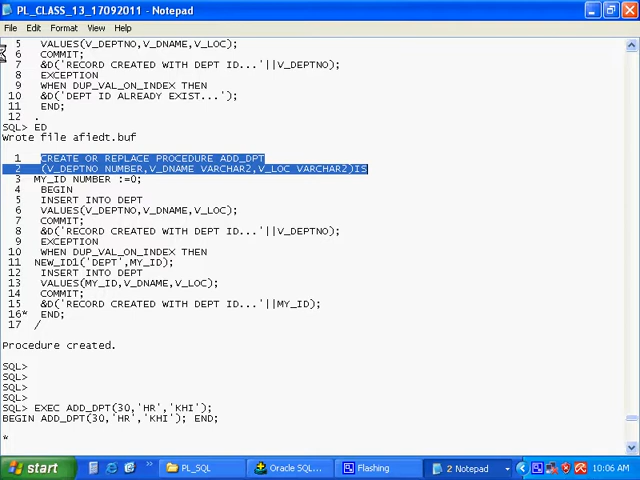 PL_CLASS_13_17092011 - Notepad
File Edit Format View Help
5 VALUES(V_DEPTNO,V_DNAME,V_LOC);
6 COMMIT;
7 &D('RECORD CREATED WITH DEPT ID...'||V_DEPTNO);
8 EXCEPTION
9 WHEN DUP_VAL_ON_INDEX THEN
10 &D('DEPT ID ALREADY EXIST...');
11 END;
12 .
SQL> ED
Wrote file afiedt.buf
1 CREATE OR REPLACE PROCEDURE ADD_DPT
2 (V_DEPTNO NUMBER,V_DNAME VARCHAR2,V_LOC VARCHAR2)IS
3 MY_ID NUMBER :=0;
4 BEGIN
5 INSERT INTO DEPT
6 VALUES(V_DEPTNO,V_DNAME,V_LOC);
7 COMMIT;
8 &D('RECORD CREATED WITH DEPT ID...'||V_DEPTNO);
9 EXCEPTION
10 WHEN DUP_VAL_ON_INDEX THEN
11 NEW_ID1('DEPT',MY_ID);
12 INSERT INTO DEPT
13 VALUES(MY_ID,V_DNAME,V_LOC);
14 COMMIT;
15 &D('RECORD CREATED WITH DEPT ID...'||MY_ID);
16* END;
17 /
Procedure created.
SQL>
SQL>
SQL>
SQL>
SQL> EXEC ADD_DPT(30,'HR','KHI');
BEGIN ADD_DPT(30,'HR','KHI'); END;
*
start PL_SQL Oracle SQL... Flashing 2 Notepad 10:06 AM